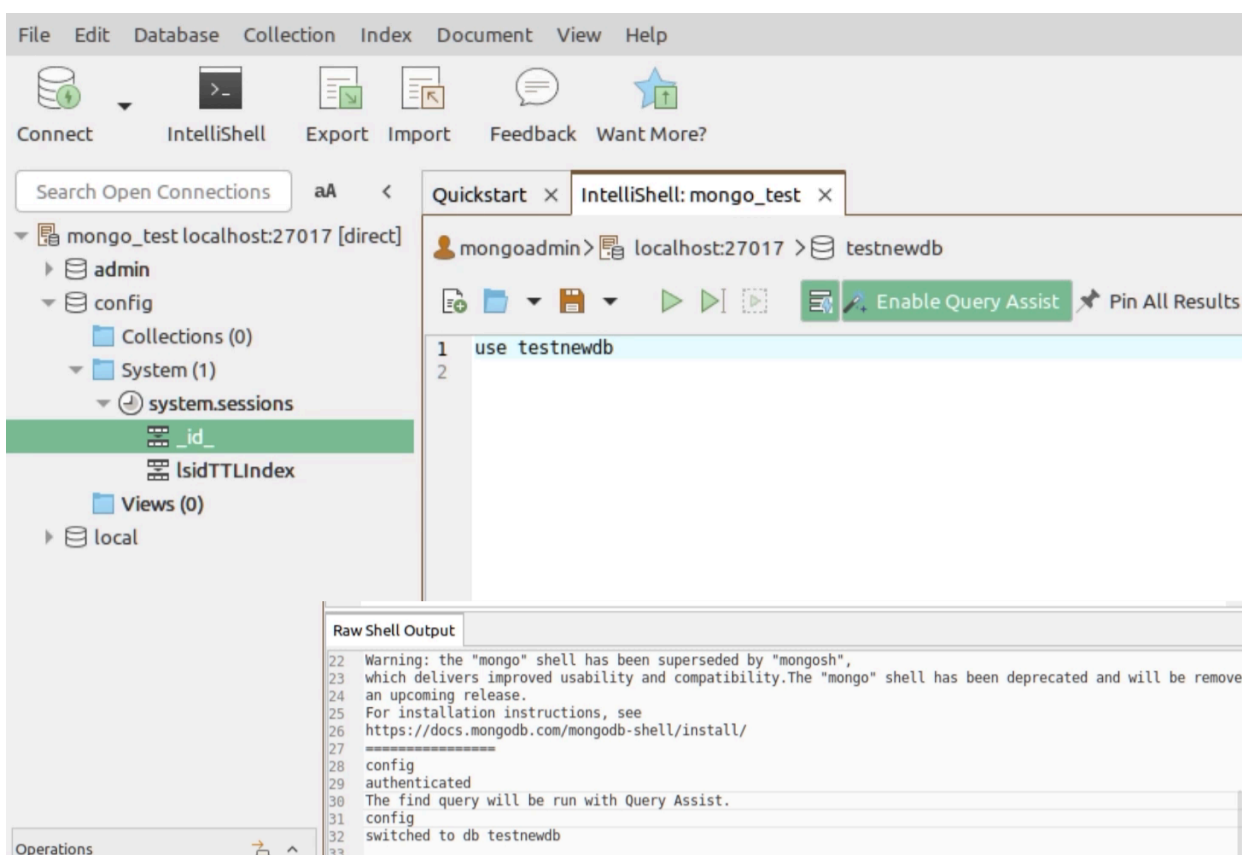 File Edit Database Collection Index Document View Help
Connect IntelliShell Export Import Feedback Want More?
Search Open Connections aA <
Quickstart × IntelliShell: mongo_test ×
mongo_test localhost:27017 [direct]
admin
config
Collections (0)
System (1)
system.sessions
_id_
lsidTTLIndex
Views (0)
local
mongoadmin > localhost:27017 > testnewdb
Enable Query Assist Pin All Results
1 use testnewdb
2
Raw Shell Output
22 Warning: the "mongo" shell has been superseded by "mongosh",
23 which delivers improved usability and compatibility.The "mongo" shell has been deprecated and will be remove
24 an upcoming release.
25 For installation instructions, see
26 https://docs.mongodb.com/mongodb-shell/install/
27 ================
28 config
29 authenticated
30 The find query will be run with Query Assist.
31 config
32 switched to db testnewdb
33
Operations